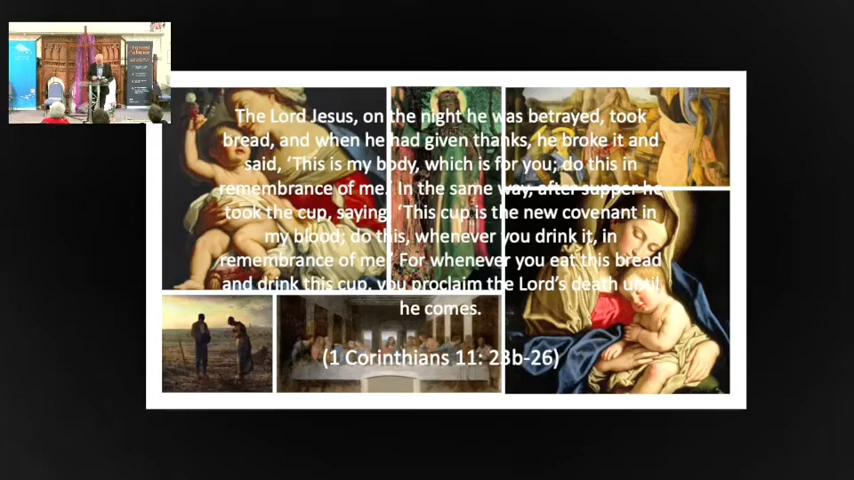 The Lord Jesus, on the night he was betrayed, took
bread, and when he had given thanks, he broke it and
said, ‘This is my body, which is for you; do this in
remembrance of me.’ In the same way, after supper he
took the cup, saying, ‘This cup is the new covenant in
my blood; do this, whenever you drink it, in
remembrance of me.’ For whenever you eat this bread
and drink this cup, you proclaim the Lord’s death until
he comes.
(1 Corinthians 11: 23b-26)